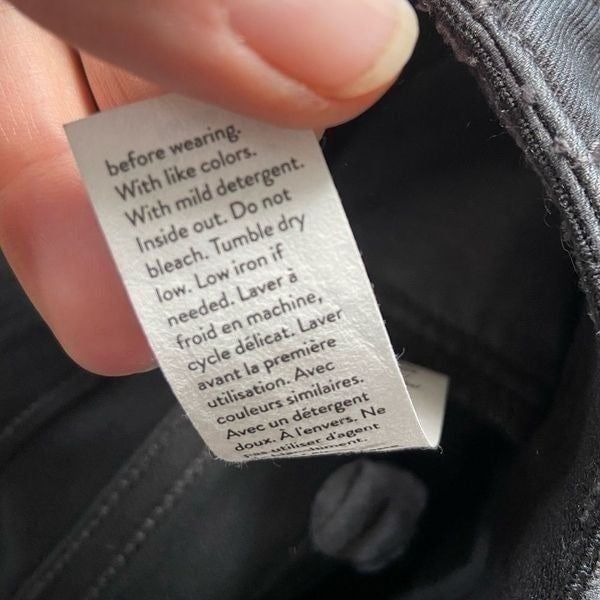 before wearing.
With like colors.
With mild detergent.
Inside out. Do not
bleach. Tumble dry
low. Low iron if
needed. Laver à
froid en machine,
cycle délicat. Laver
avant la première
utilisation. Avec
couleurs similaires.
Avec un détergent
doux. À l'envers. Ne
Pas utiliser d'agent